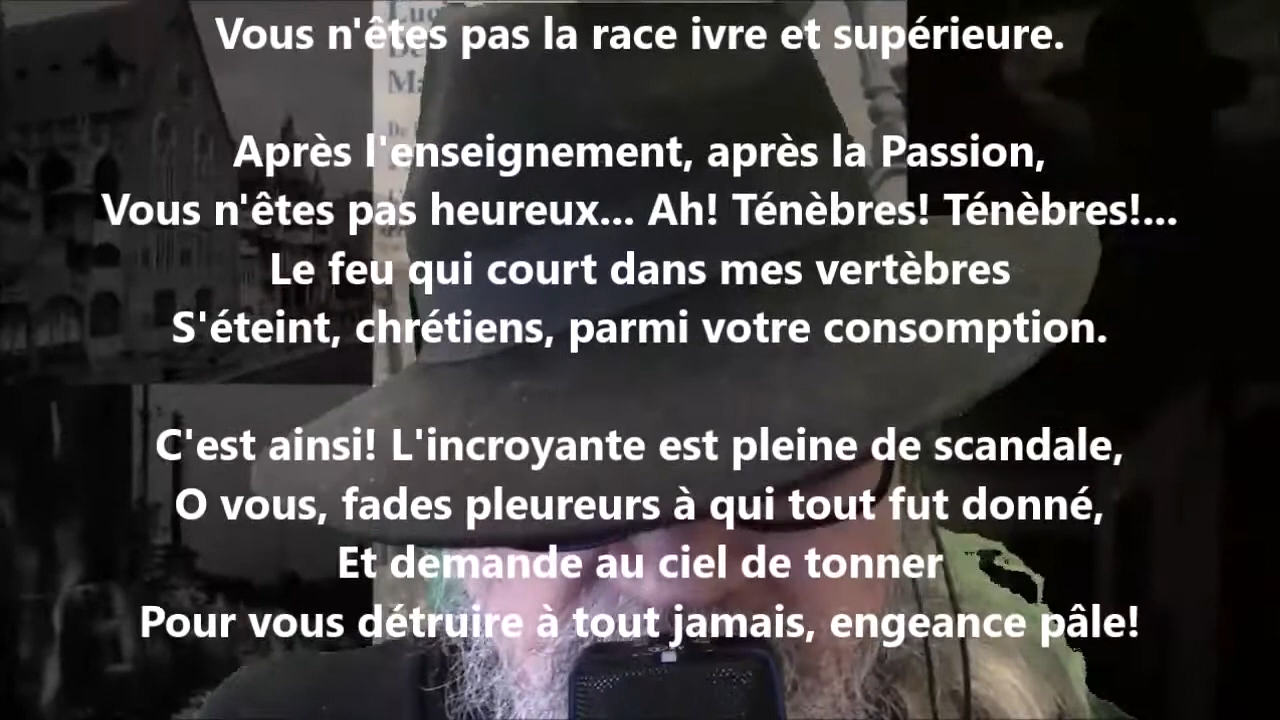 Vous n'êtes pas la race ivre et supérieure.
Après l'enseignement, après la Passion,
Vous n'êtes pas heureux... Ah! Ténèbres! Ténèbres!...
Le feu qui court dans mes vertèbres
S'éteint, chrétiens, parmi votre consomption.
C'est ainsi! L'incroyante est pleine de scandale,
O vous, fades pleureurs à qui tout fut donné,
Et demande au ciel de tonner
Pour vous détruire à tout jamais, engeance pâle!